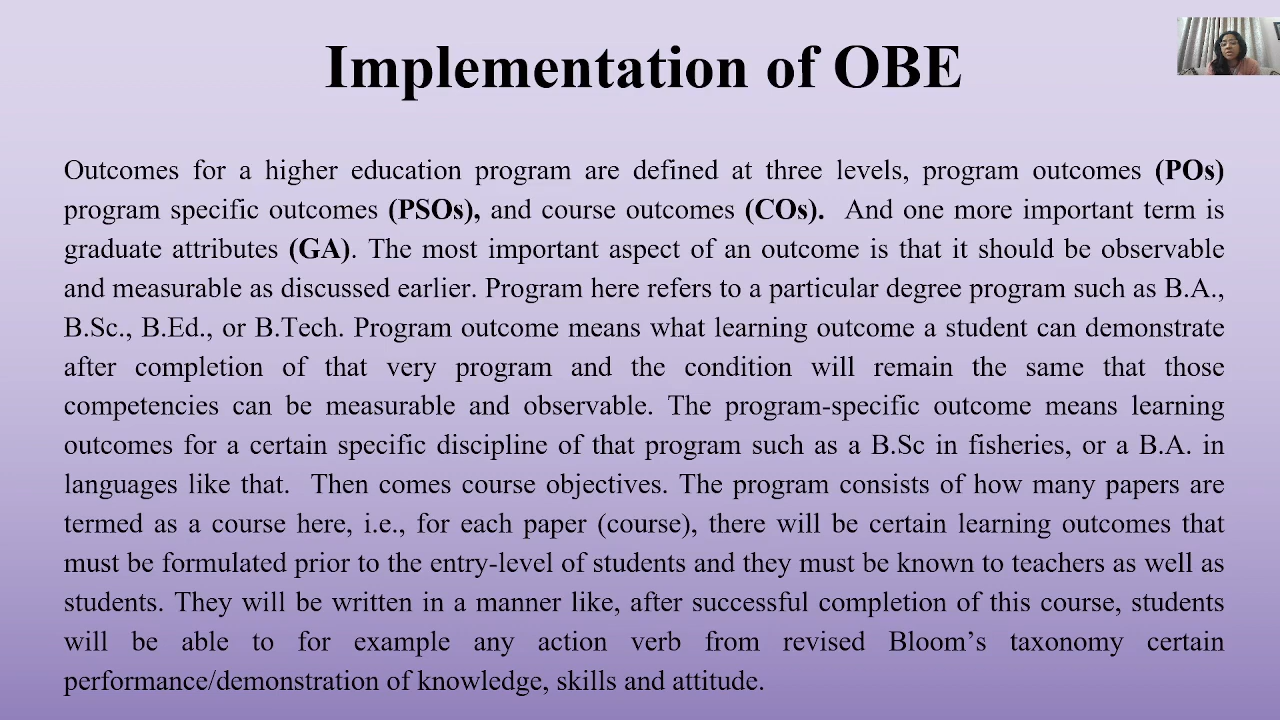 Implementation of OBE
Outcomes for a higher education program are defined at three levels, program outcomes (POs)
program specific outcomes (PSOs), and course outcomes (COs). And one more important term is
graduate attributes (GA). The most important aspect of an outcome is that it should be observable
and measurable as discussed earlier. Program here refers to a particular degree program such as B.A.,
B.Sc., B.Ed., or B.Tech. Program outcome means what learning outcome a student can demonstrate
after completion of that very program and the condition will remain the same that those
competencies can be measurable and observable. The program-specific outcome means learning
outcomes for a certain specific discipline of that program such as a B.Sc in fisheries, or a B.A. in
languages like that. Then comes course objectives. The program consists of how many papers are
termed as a course here, i.e., for each paper (course), there will be certain learning outcomes that
must be formulated prior to the entry-level of students and they must be known to teachers as well as
students. They will be written in a manner like, after successful completion of this course, students
will be able to for example any action verb from revised Bloom’s taxonomy certain
performance/demonstration of knowledge, skills and attitude.